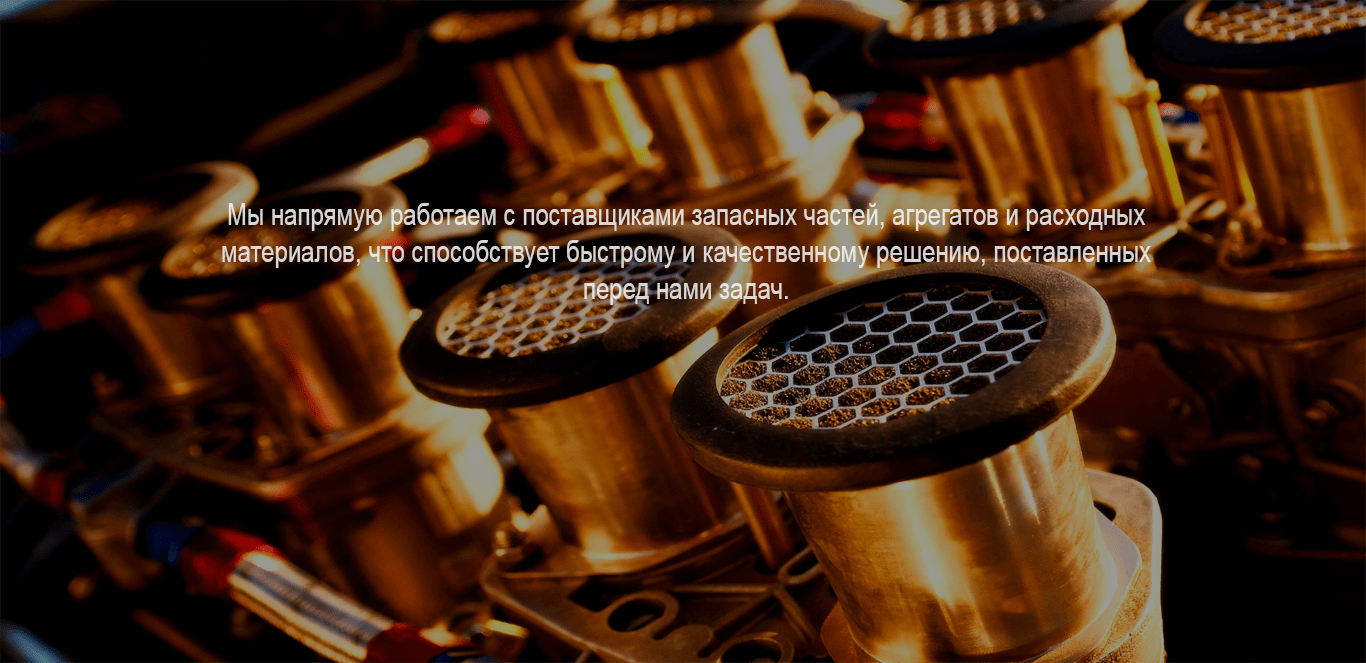 Мы напрямую работаем с поставщиками запасных частей, агрегатов и расходных
материалов, что способствует быстрому и качественному решению, поставленных
перед нами задач.